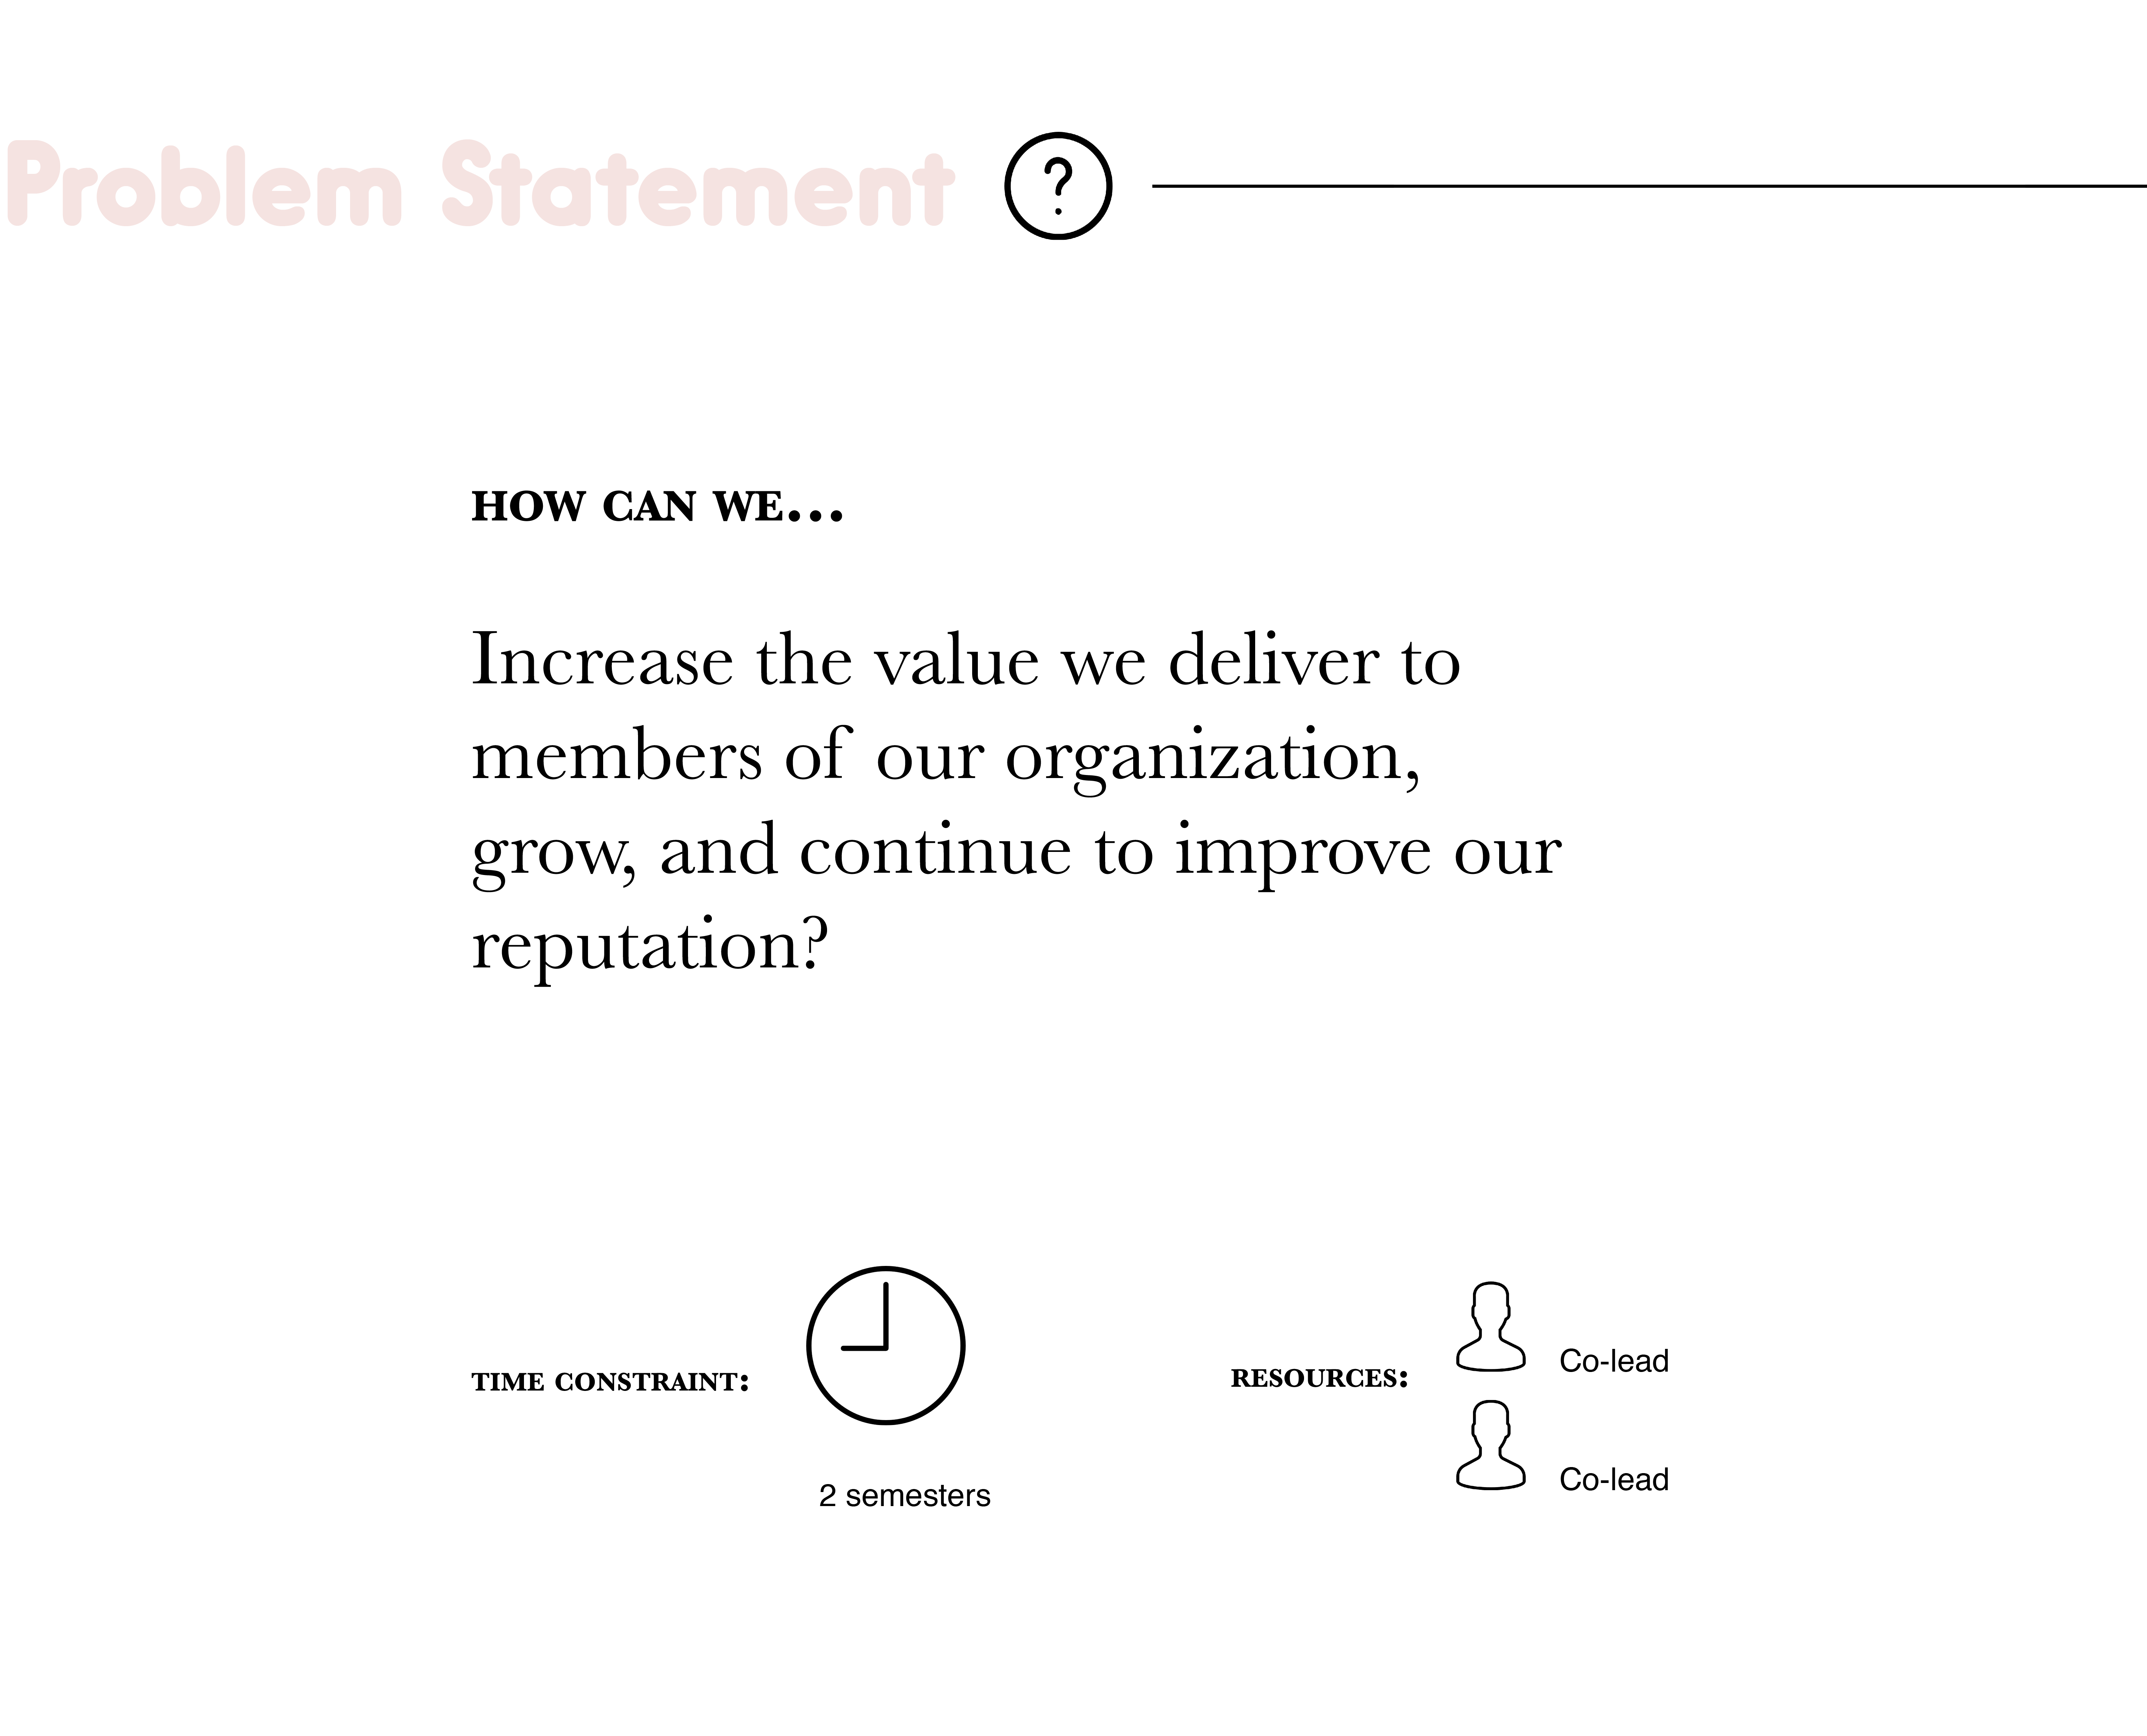 Problem Statement
?
HOW CAN WE...
Increase the value we deliver to
members of our organization,
grow, and continue to improve our
reputation?
TIME CONSTRAINT:
2 semesters
RESOURCES:
Co-lead
Co-lead